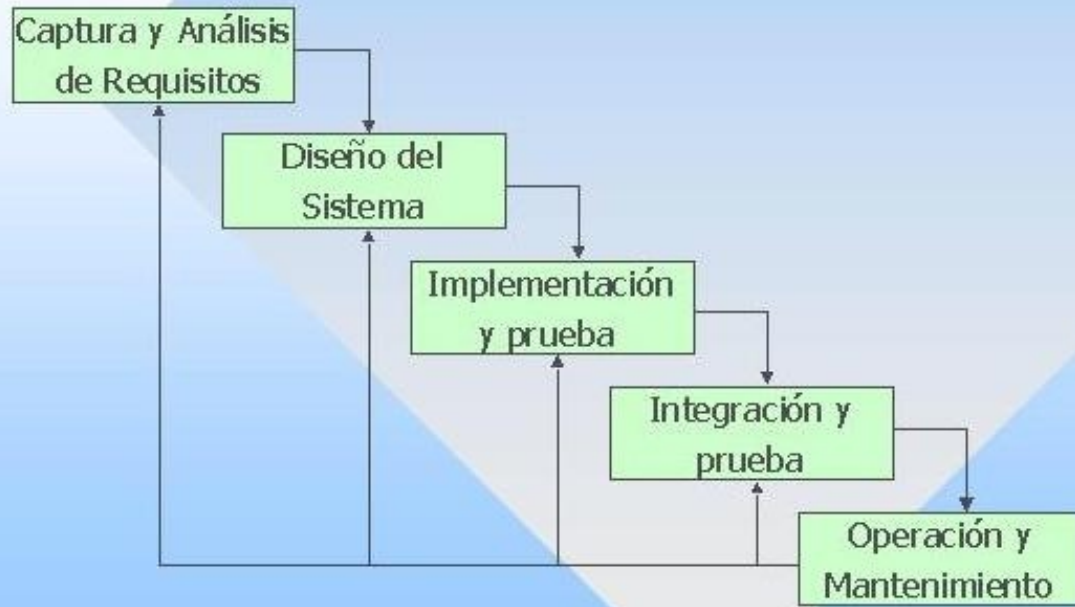 Captura y Análisis
de Requisitos
Diseño del
Sistema
Implementación
y prueba
Integración y
prueba
Operación y
Mantenimiento